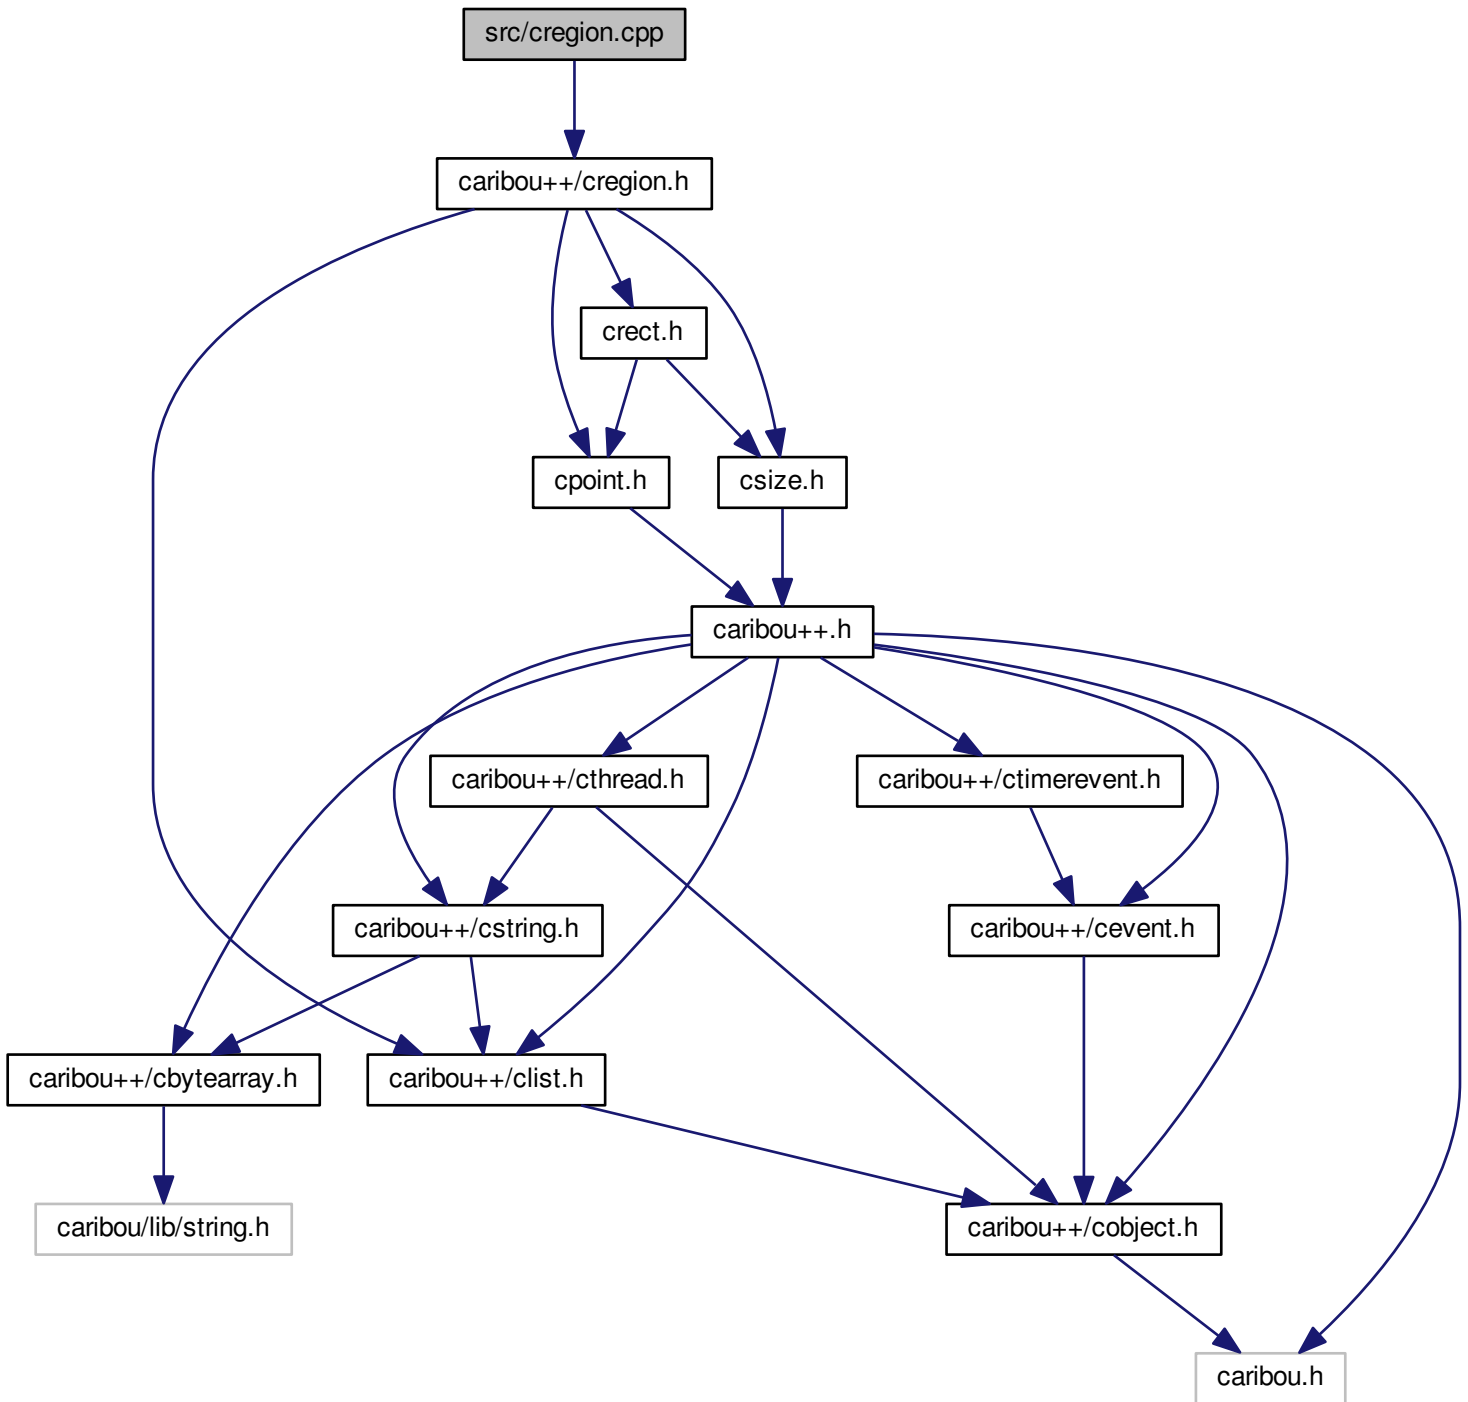 src/cregion.cpp
caribou++/cregion.h
crect.h
cpoint.h
csize.h
caribou++.h
caribou++/cthread.h
caribou++/ctimerevent.h
caribou++/cstring.h
caribou++/cevent.h
caribou++/cbytearray.h
caribou++/clist.h
caribou/lib/string.h
caribou++/cobject.h
caribou.h